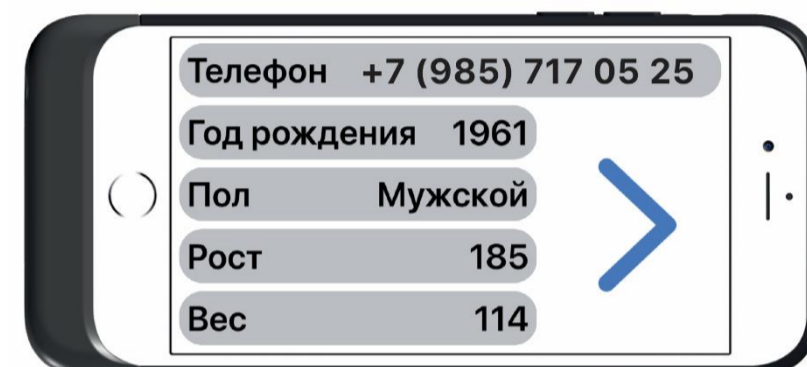 Телефон +7 (985) 717 05 25
Год рождения 1961
Пол Мужской
Рост 185
Вес 114